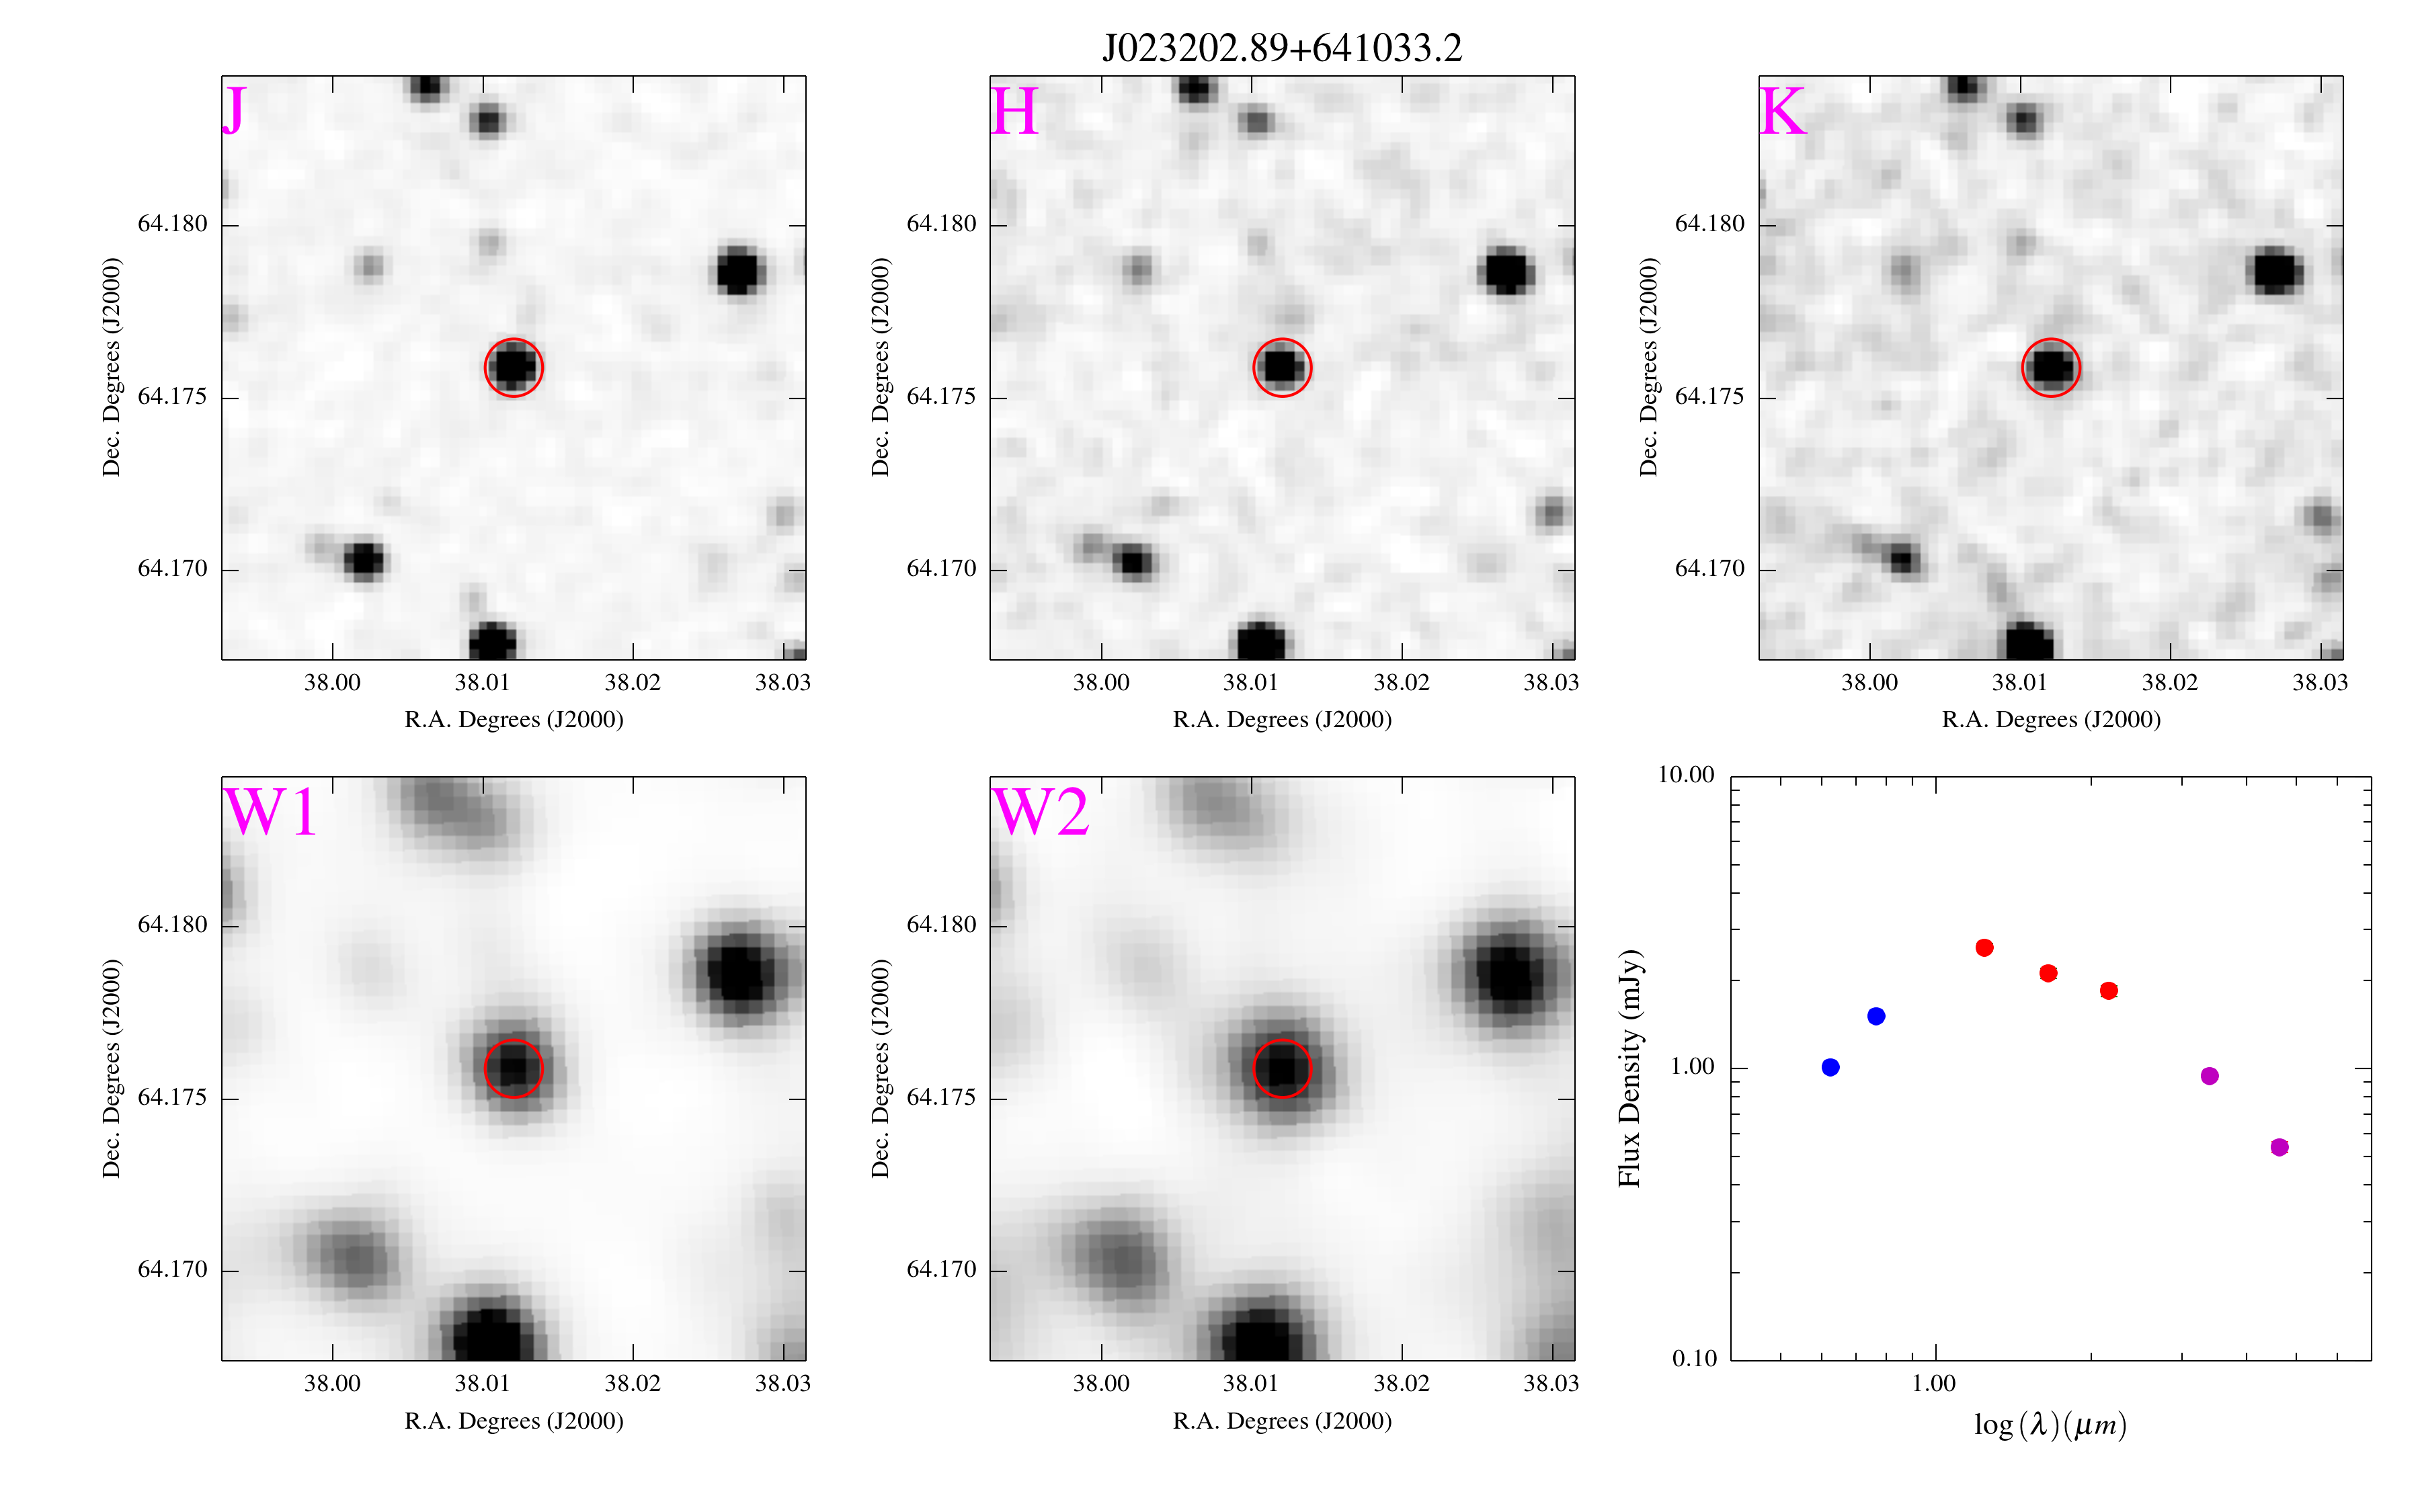 J023202.89+641033.2
J
H
K
64.180
64.175
64.170
Dec. Degrees (J2000)
38.00
38.01
38.02
38.03
R.A. Degrees (J2000)
64.180
64.175
64.170
Dec. Degrees (J2000)
38.00
38.01
38.02
38.03
R.A. Degrees (J2000)
64.180
64.175
64.170
Dec. Degrees (J2000)
38.00
38.01
38.02
38.03
R.A. Degrees (J2000)
W1
64.180
64.175
64.170
Dec. Degrees (J2000)
38.00
38.01
38.02
38.03
R.A. Degrees (J2000)
W2
64.180
64.175
64.170
Dec. Degrees (J2000)
38.00
38.01
38.02
38.03
R.A. Degrees (J2000)
10.00
1.00
0.10
Flux Density (mJy)
1.00
log (λ)(μm)